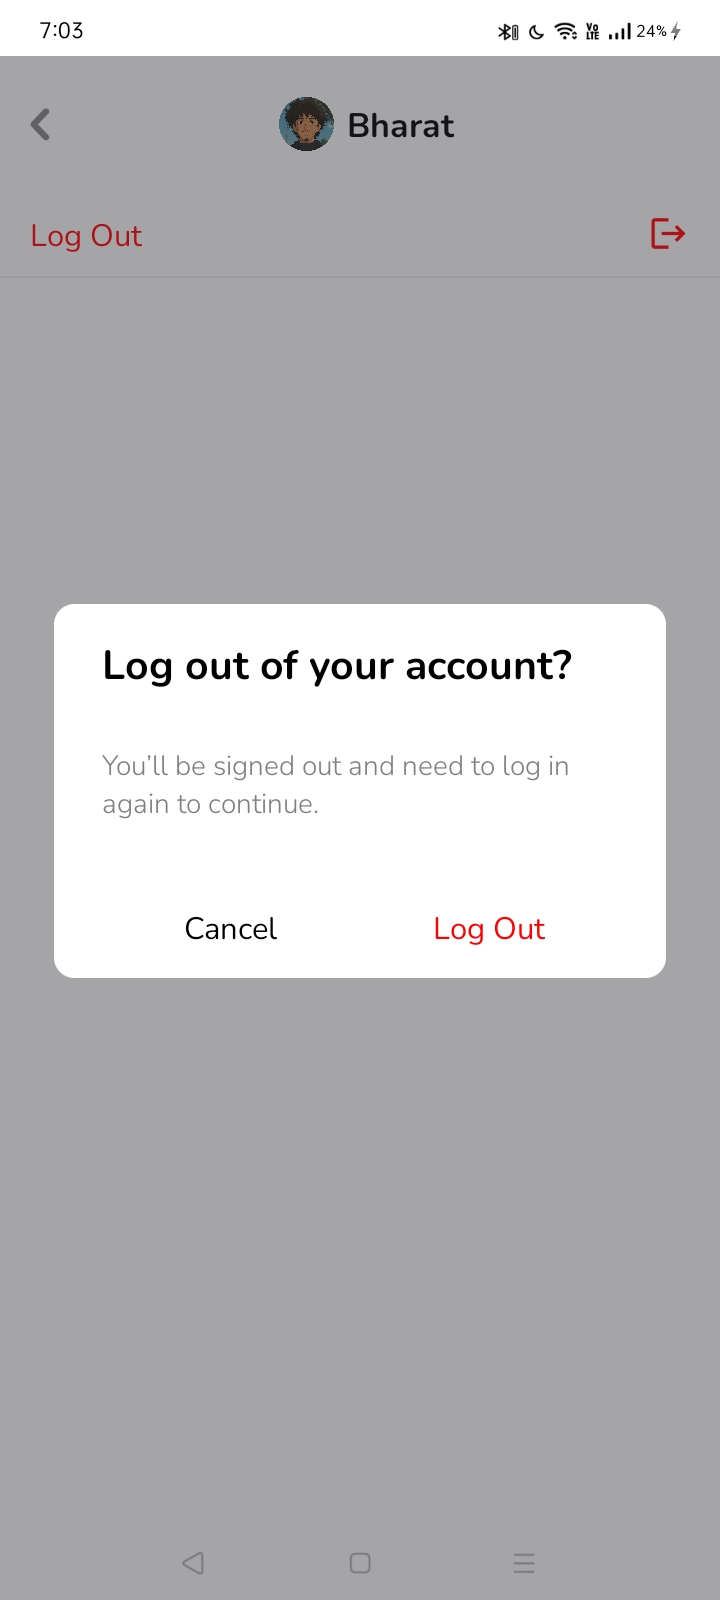 7:03
Vo
LTE
24%
Bharat
Log Out
Log out of your account?
You’ll be signed out and need to log in
again to continue.
Cancel
Log Out